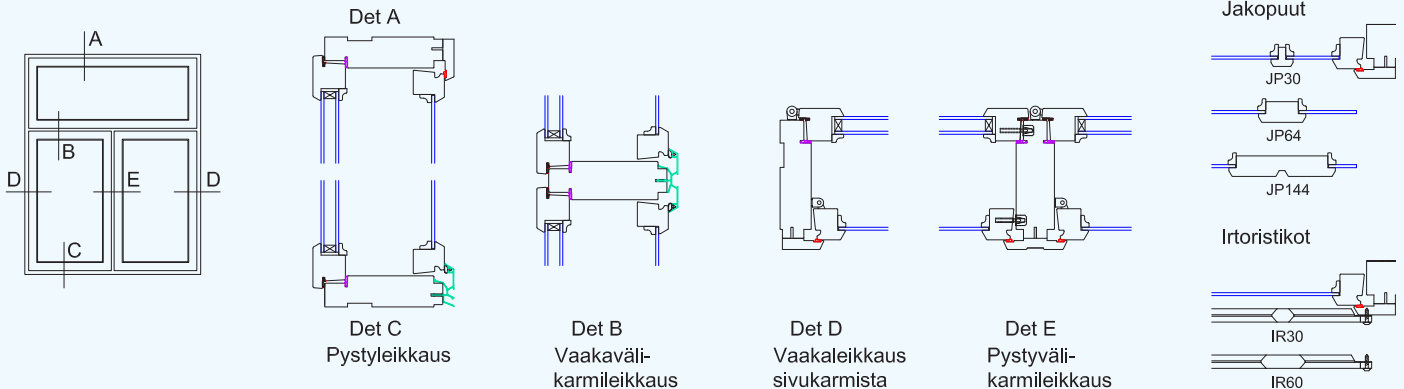 A
B
D
E
D
C
Det A
Det C
Pystyleikkaus
Det B
Vaakaväli-
karmileikkaus
Det D
Vaakaleikkaus
sivukarmista
Det E
Pystyväli-
karmileikkaus
Jakopuut
JP30
JP64
JP144
Irtoristikot
IR30
IR60